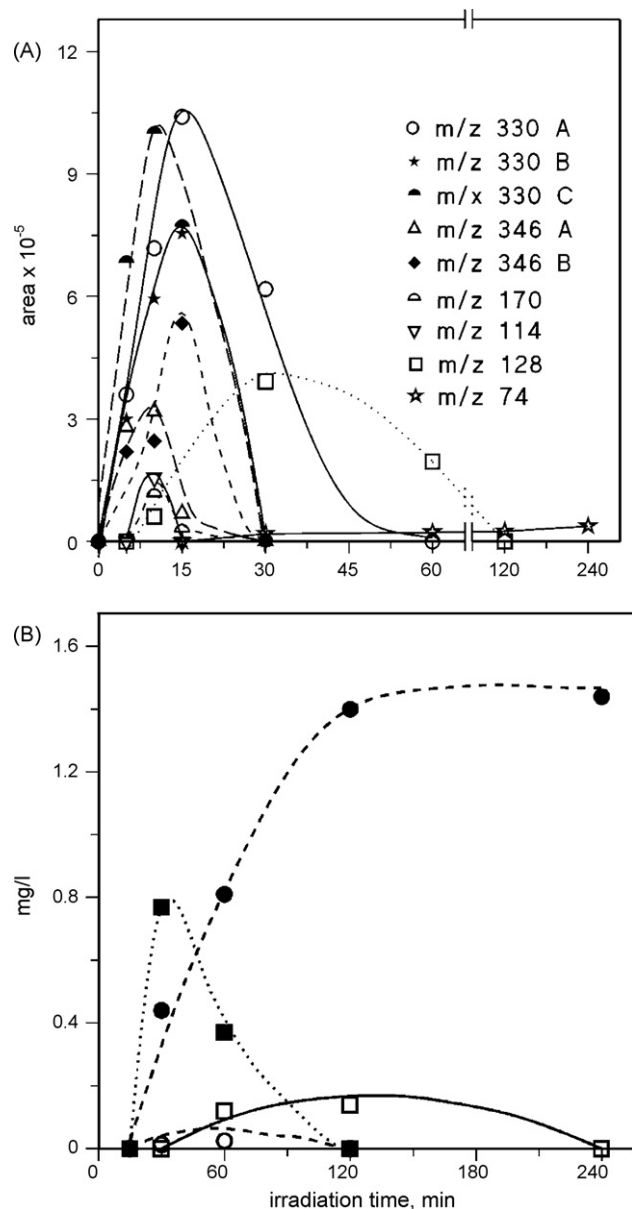 (A)
12
9
6
3
0
area x 10-5
m/z 330 A
m/z 330 B
m/x 330 C
m/z 346 A
m/z 346 B
m/z 170
m/z 114
m/z 128
m/z 74
0 15 30 45 60 120 240
(B)
1.6
1.2
0.8
0.4
0
mg/l
0 60 120 180 240
irradiation time, min